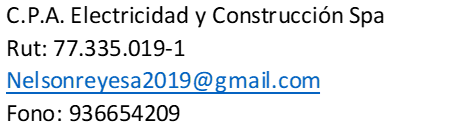 C.P.A. Electricidad y Construcción Spa
Rut: 77.335.019-1
Nelsonreyesa2019@gmail.com
Fono: 936654209